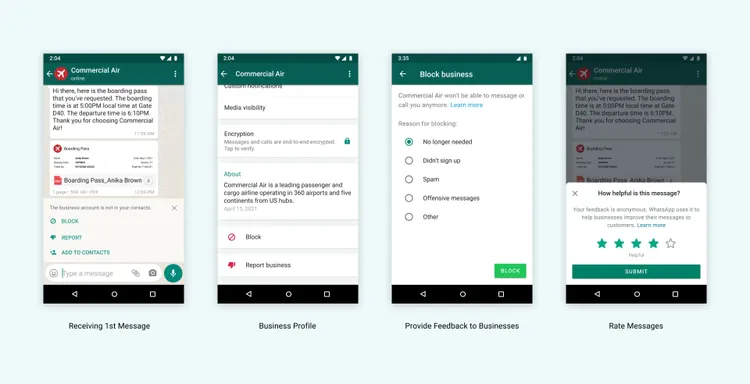 2:04
Commercial Air
online
Hi there, here is the boarding pass
that you've requested. The boarding
time is at 5:00PM local time at Gate
D40. The departure time is 6:10PM.
Thank you for choosing Commercial
Air!
11:55 AM
Boarding Pass
Boarding Pass_Anika Brown
1 page • 564 kB • PDF
12:55 PM
The business account is not in your contacts.
BLOCK
REPORT
ADD TO CONTACTS
Type a message
Receiving 1st Message
2:04
Commercial Air
Custom notifications
Media visibility
Encryption
Messages and calls are end-to-end encrypted.
Tap to verify.
About
Commercial Air is a leading passenger and
cargo airline operating in 360 airports and five
continents from US hubs.
April 15, 2021
Block
Report business
Business Profile
3:35
Block business
Commercial Air won't be able to message or
call you anymore. Learn more
Reason for blocking:
No longer needed
Didn't sign up
Spam
Offensive messages
Other
BLOCK
Provide Feedback to Businesses
2:04
Commercial Air
online
Hi there, here is the boarding pass
that you've requested. The boarding
time is at 5:00PM local time at Gate
D40. The departure time is 6:10PM.
Thank you for choosing Commercial
Air!
Boarding Pass
How helpful is this message?
Your feedback is anonymous. WhatsApp uses it to
help businesses improve their messages to
customers. Learn more
Helpful
SUBMIT
Rate Messages